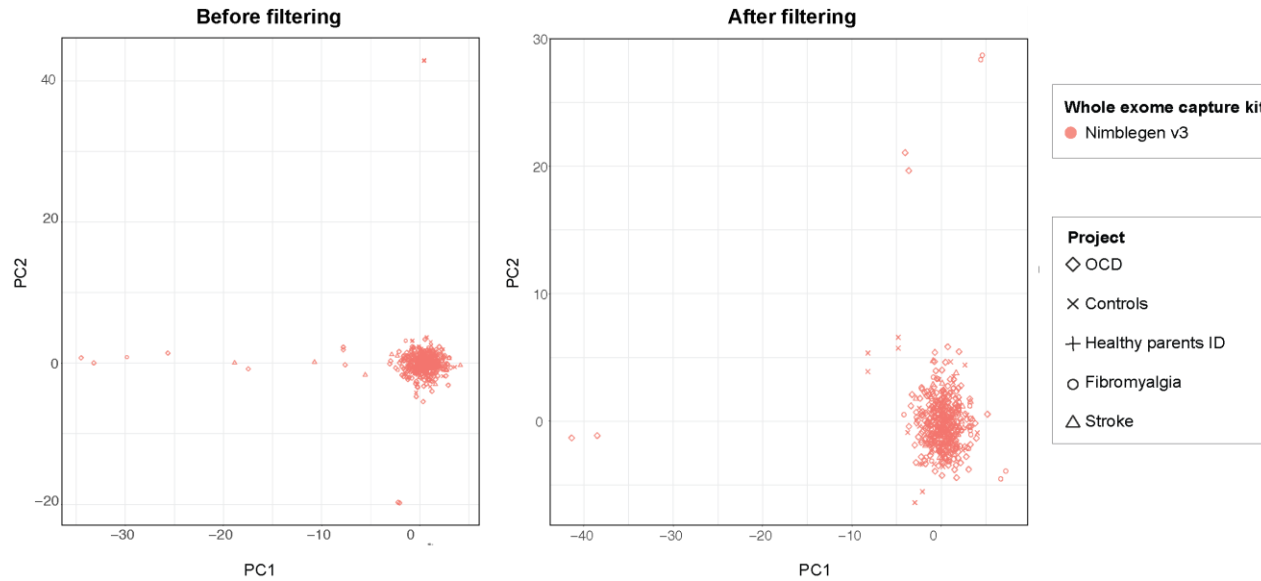 Before filtering
After filtering
40
20
0
−20
PC2
−30
−20
−10
0
PC1
30
20
10
0
PC2
−40
−30
−20
−10
0
PC1
Whole exome capture kit
Nimblegen v3
Project
OCD
Controls
Healthy parents ID
Fibromyalgia
Stroke